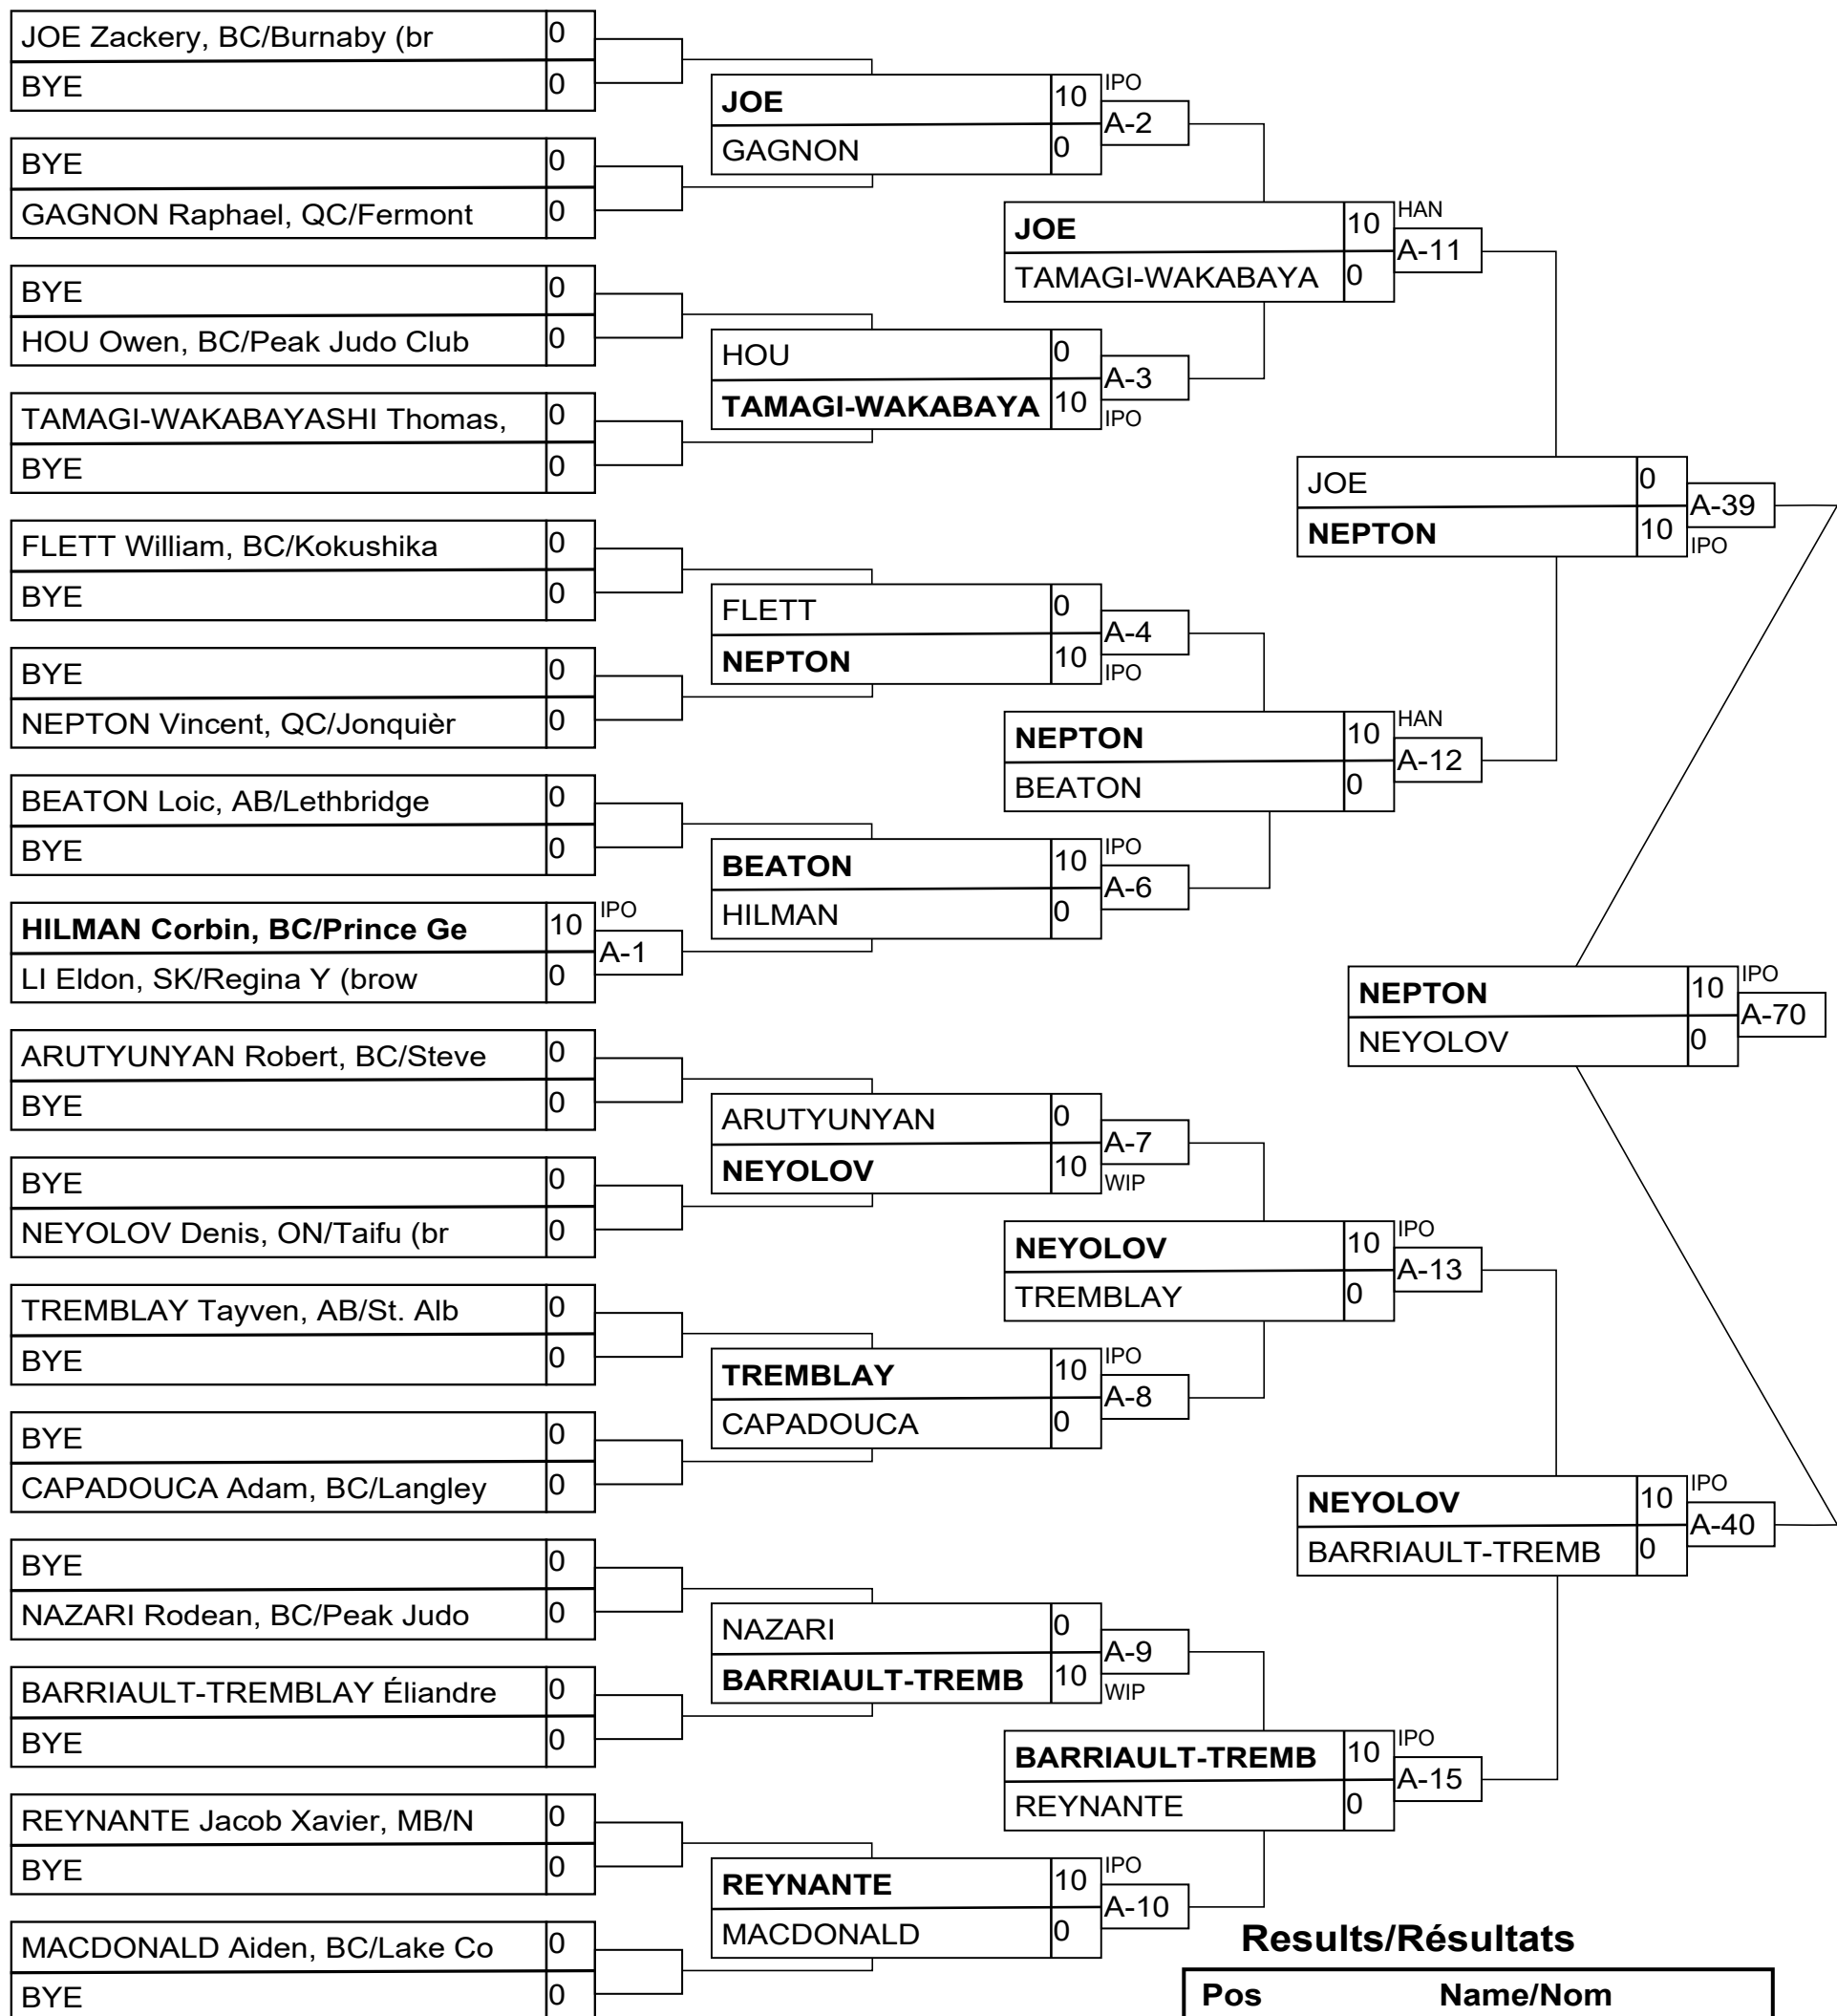 JOE Zackery, BC/Burnaby (br 0
BYE 0
BYE 0
GAGNON Raphael, QC/Fermont 0
BYE 0
HOU Owen, BC/Peak Judo Club 0
TAMAGI-WAKABAYASHI Thomas, 0
BYE 0
FLETT William, BC/Kokushika 0
BYE 0
BYE 0
NEPTON Vincent, QC/Jonquièr 0
BEATON Loic, AB/Lethbridge 0
BYE 0
HILMAN Corbin, BC/Prince Ge 10 IPO
A-1
LI Eldon, SK/Regina Y (brow 0
ARUTYUNYAN Robert, BC/Steve 0
BYE 0
BYE 0
NEYOLOV Denis, ON/Taifu (br 0
TREMBLAY Tayven, AB/St. Alb 0
BYE 0
BYE 0
CAPADOUCA Adam, BC/Langley 0
BYE 0
NAZARI Rodean, BC/Peak Judo 0
BARRIAULT-TREMBLAY Éliandre 0
BYE 0
REYNANTE Jacob Xavier, MB/N 0
BYE 0
MACDONALD Aiden, BC/Lake Co 0
BYE 0
JOE 10 IPO
A-2
GAGNON 0
HOU 0
A-3
TAMAGI-WAKABAYA 10 IPO
FLETT 0
A-4
NEPTON 10 IPO
BEATON 10 IPO
A-6
HILMAN 0
ARUTYUNYAN 0
A-7
NEYOLOV 10 WIP
TREMBLAY 10 IPO
A-8
CAPADOUCA 0
NAZARI 0
A-9
BARRIAULT-TREMB 10 WIP
REYNANTE 10 IPO
A-10
MACDONALD 0
JOE 10 HAN
A-11
TAMAGI-WAKABAYA 0
NEPTON 10 HAN
A-12
BEATON 0
NEYOLOV 10 IPO
A-13
TREMBLAY 0
BARRIAULT-TREMB 10 IPO
A-15
REYNANTE 0
JOE 0
A-39
NEPTON 10 IPO
NEYOLOV 10 IPO
A-40
BARRIAULT-TREMB 0
NEPTON 10 IPO
A-70
NEYOLOV 0
Results/Résultats
Pos Name/Nom